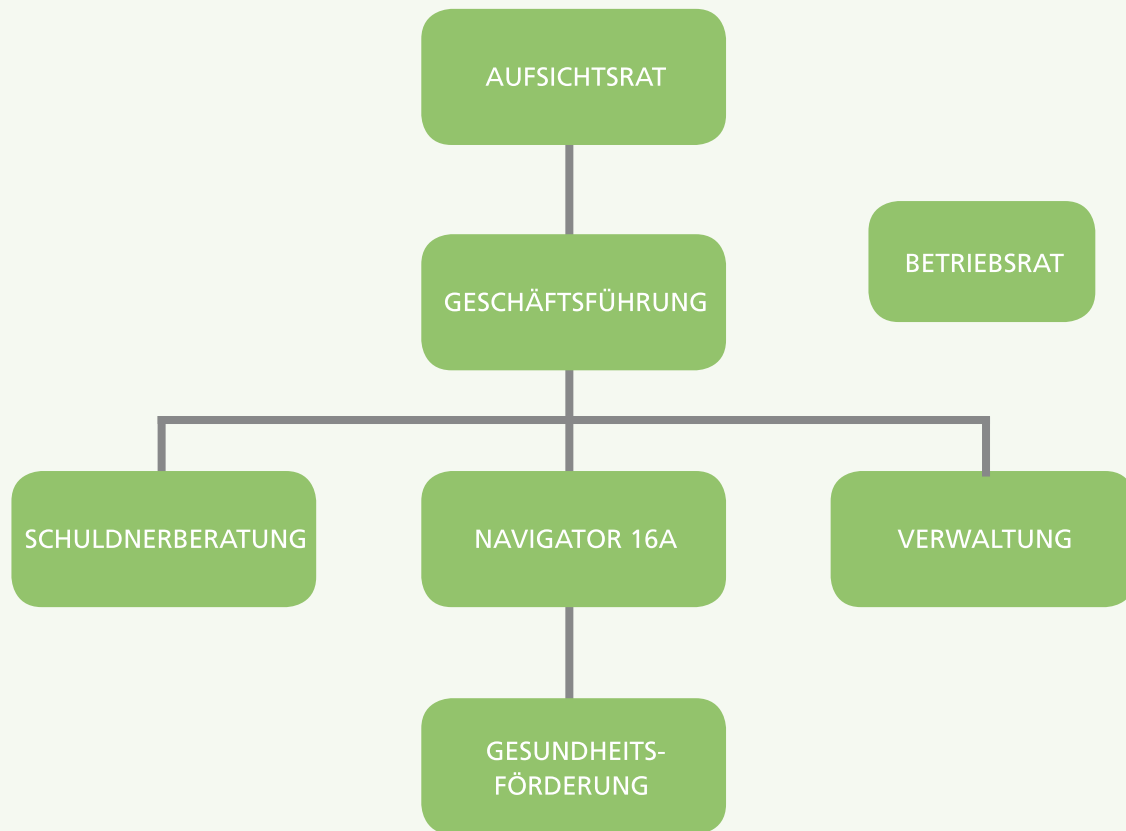 AUFSICHTSRAT
BETRIEBSRAT
GESCHÄFTSFÜHRUNG
SCHULDNERBERATUNG
NAVIGATOR 16A
VERWALTUNG
GESUNDHEITS-
FÖRDERUNG